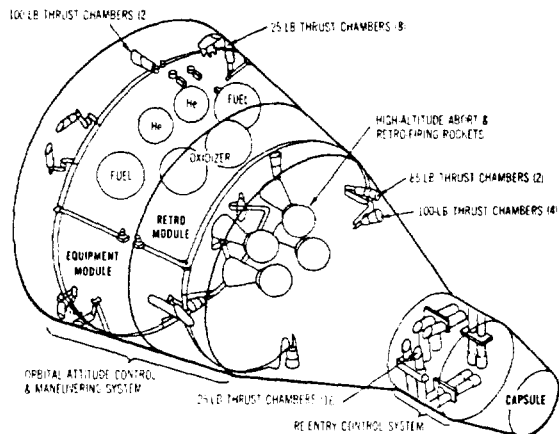 100-LB THRUST CHAMBERS (2
25 LB THRUST CHAMBERS (8)
He
He
FUEL
FUEL
OXIDIZER
HIGH-ALTITUDE ABORT &
RETRO-FIRING ROCKETS
85 LB THRUST CHAMBERS (2)
100-LB THRUST CHAMBERS (4)
RETRO
MODULE
EQUIPMENT
MODULE
ORBITAL ATTITUDE CONTROL
& MANEUVERING SYSTEM
25 LB THRUST CHAMBERS
RE ENTRY CONTROL SYSTEM
CAPSULE